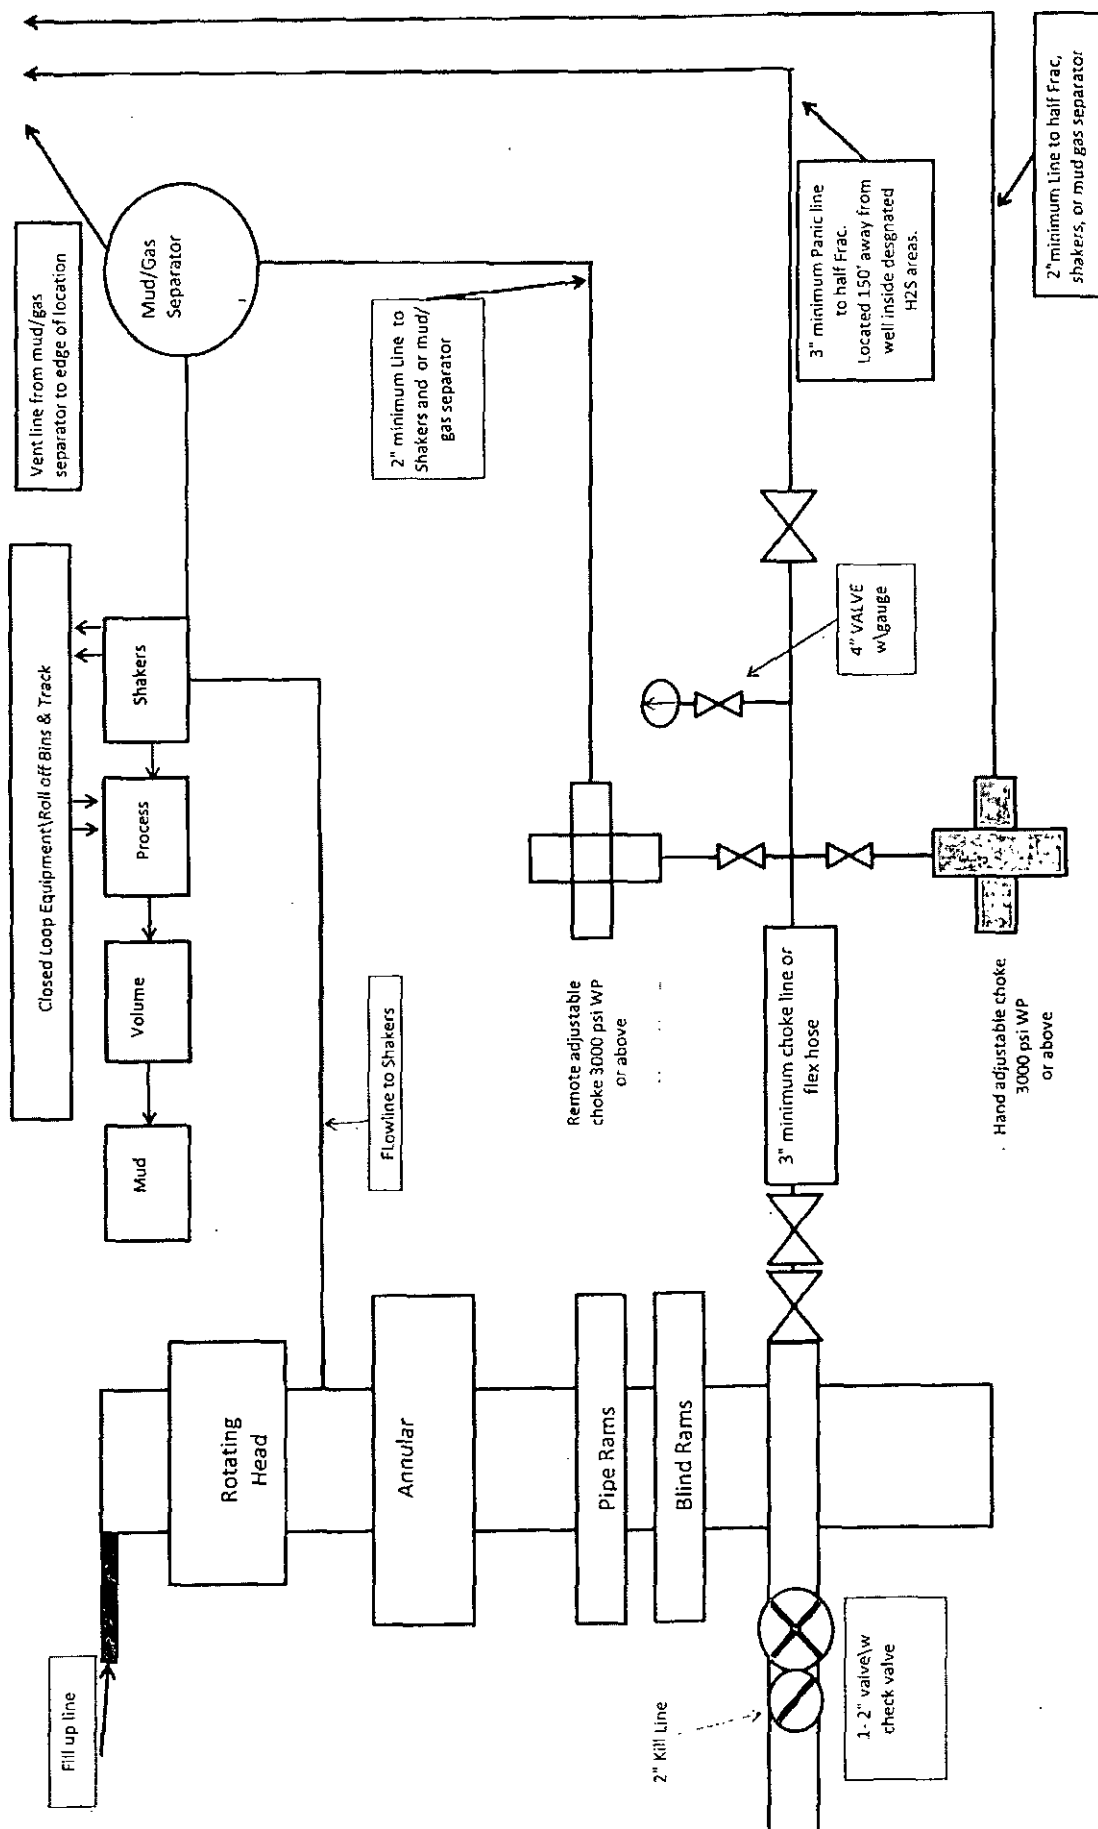 Fill up line
Rotating
Head
Annular
Pipe Rams
Blind Rams
2" Kill Line
1- 2" valve\w
check valve
Closed Loop Equipment\Roll off Bins & Track
Mud
Volume
Process
Shakers
Flowline to Shakers
Vent line from mud/gas
separator to edge of location
Mud/Gas
Separator
2" minimum Line to
Shakers and or mud/
gas separator
Remote adjustable
choke 3000 psi WP
or above
3" minimum choke line or
flex hose
Hand adjustable choke
3000 psi WP
or above
4" VALVE
w\gauge
3" minimum Panic line
to half Frac.
Located 150' away from
well inside desgnated
H2S areas.
2"minimum Line to half Frac,
shakers, or mud gas separator